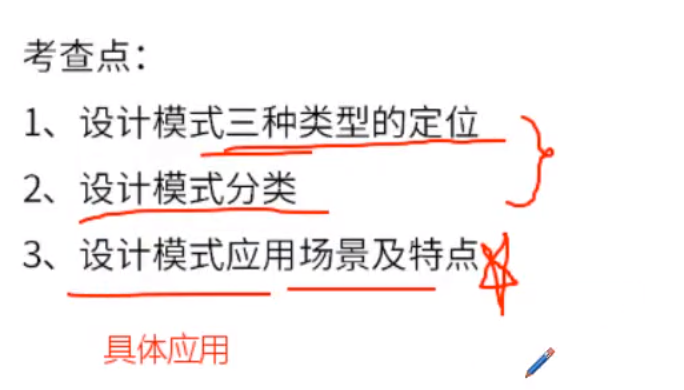 考查点：
1、设计模式三种类型的定位
2、设计模式分类
3、设计模式应用场景及特点
具体应用